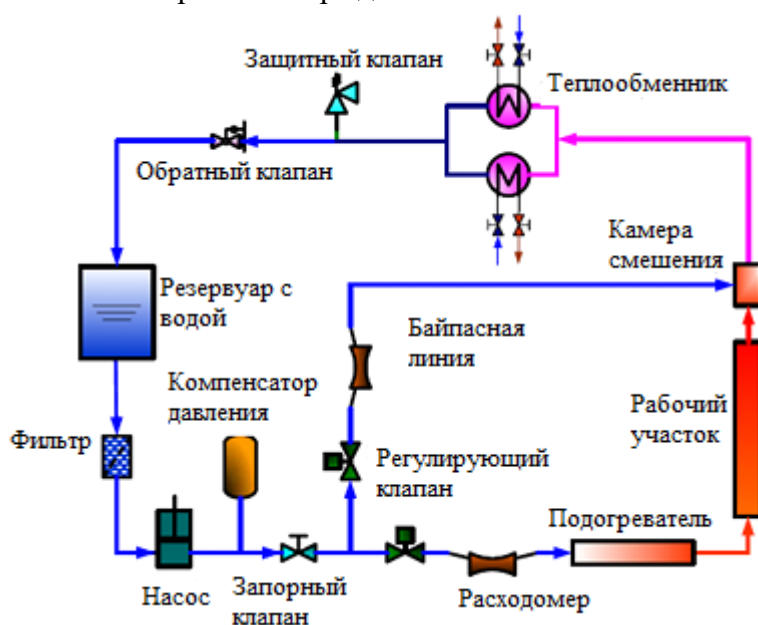 Защитный клапан
Теплообменник
Обратный клапан
Камера
смешения
Резервуар с
водой
Байпасная
линия
Компенсатор
давления
Рабочий
участок
Фильтр
Регулирующий
клапан
Подогреватель
Насос
Запорный
клапан
Расходомер